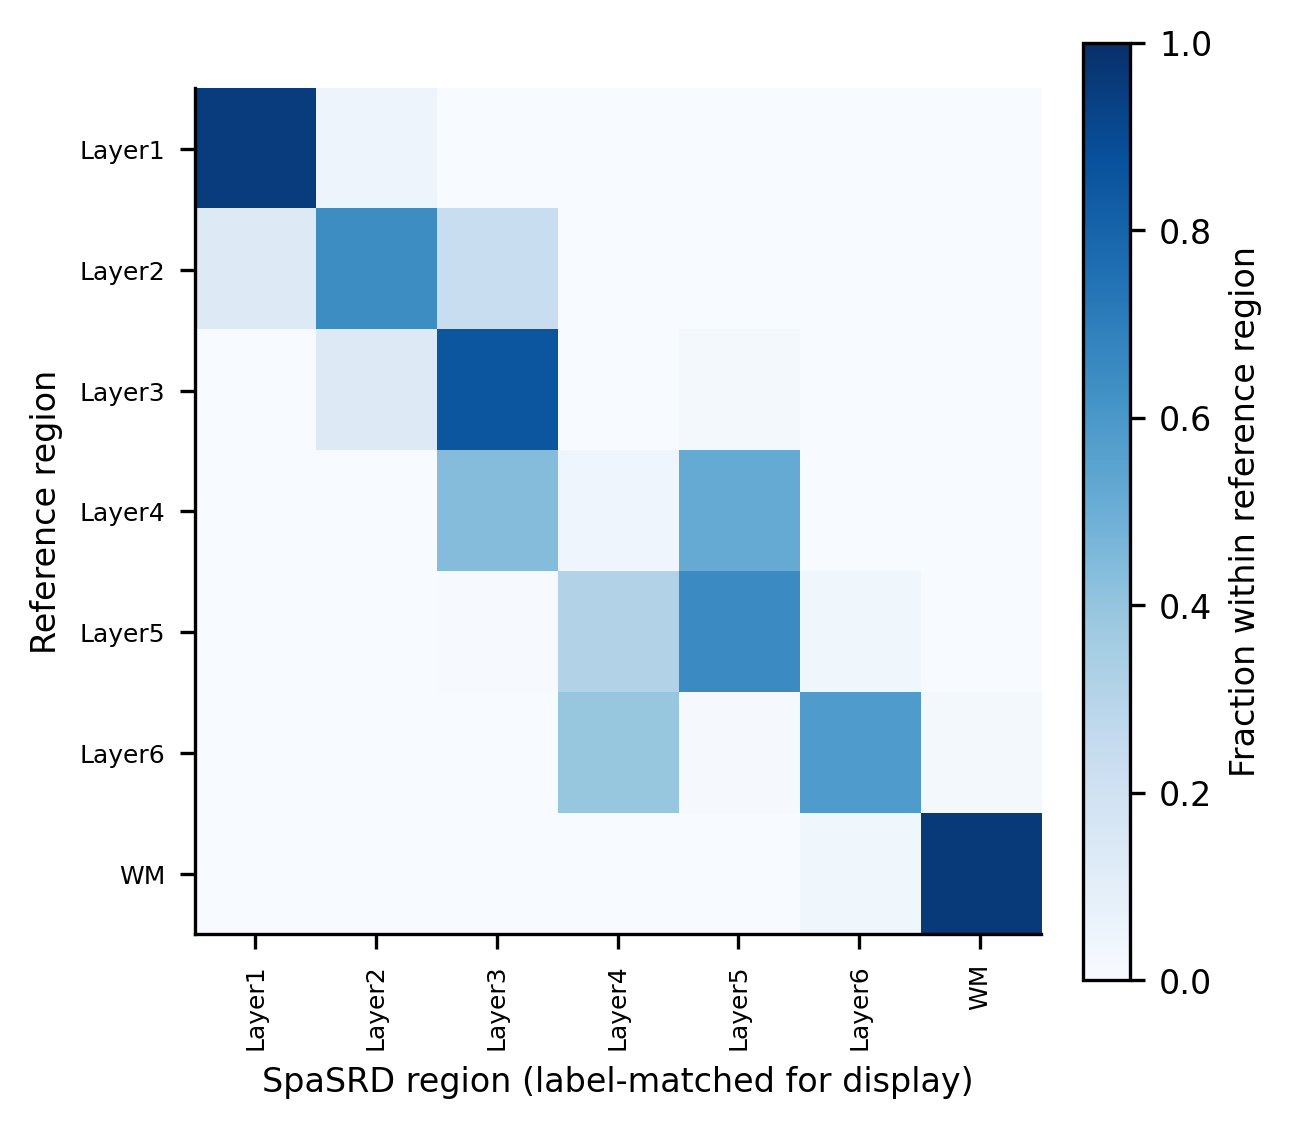 Layer1
Layer2
Layer3
Layer4
Layer5
Layer6
WM
Reference region
Layer1
Layer2
Layer3
Layer4
Layer5
Layer6
WM
SpaSRD region (label-matched for display)
1.0
0.8
0.6
0.4
0.2
0.0
Fraction within reference region